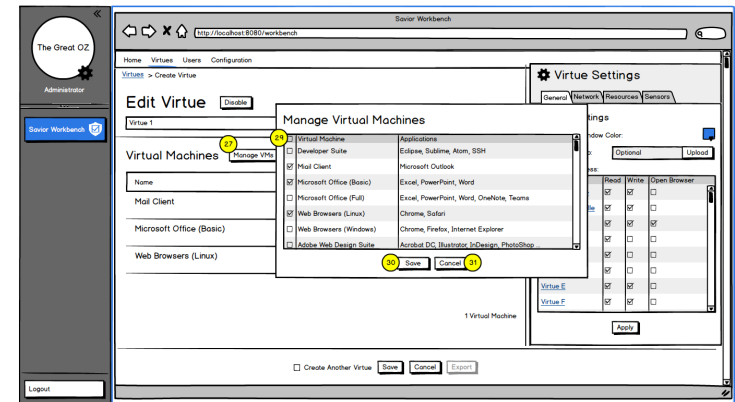 Savior Workbench
http://localhost:8080/workbench
The Great OZ
Administrator
Savior Workbench
Logout
Home Virtues Users Configuration
Virtues > Create Virtue
Edit Virtue Disable
Virtue 1
27
Virtual Machines Manage VMs
Name
Mail Client
Microsoft Office (Basic)
Web Browsers (Linux)
1 Virtual Machine
Create Another Virtue Save Cancel Export
Manage Virtual Machines
29 Virtual Machine Applications
Developer Suite Eclipse, Sublime, Atom, SSH
Mail Client Microsoft Outlook
Microsoft Office (Basic) Excel, PowerPoint, Word
Microsoft Office (Full) Excel, PowerPoint, Word, OneNote, Teams
Web Browsers (Linux) Chrome, Safari
Web Browsers (Windows) Chrome, Firefox, Internet Explorer
Adobe Web Design Suite Acrobat DC, Illustrator, InDesign, PhotoShop ...
30 Save Cancel 31
Virtue Settings
General Network Resources Sensors
tings
ndow Color:
o: Optional Upload
ess:
Read Write Open Browser
le
Virtue E
Virtue F
Apply